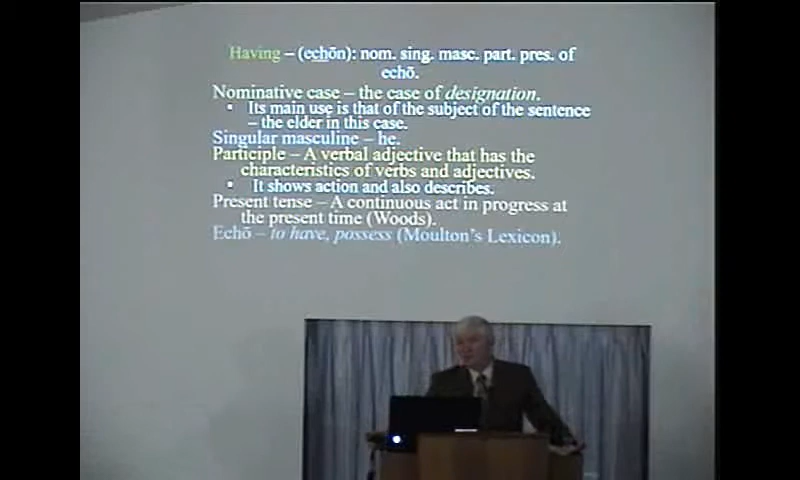 Having – (echōn): nom. sing. masc. part. pres. of
echō.
Nominative case – the case of designation.
▪ Its main use is that of the subject of the sentence
– the elder in this case.
Singular masculine – he.
Participle – A verbal adjective that has the
characteristics of verbs and adjectives.
▪ It shows action and also describes.
Present tense – A continuous act in progress at
the present time (Woods).
Echō – to have, possess (Moulton's Lexicon).